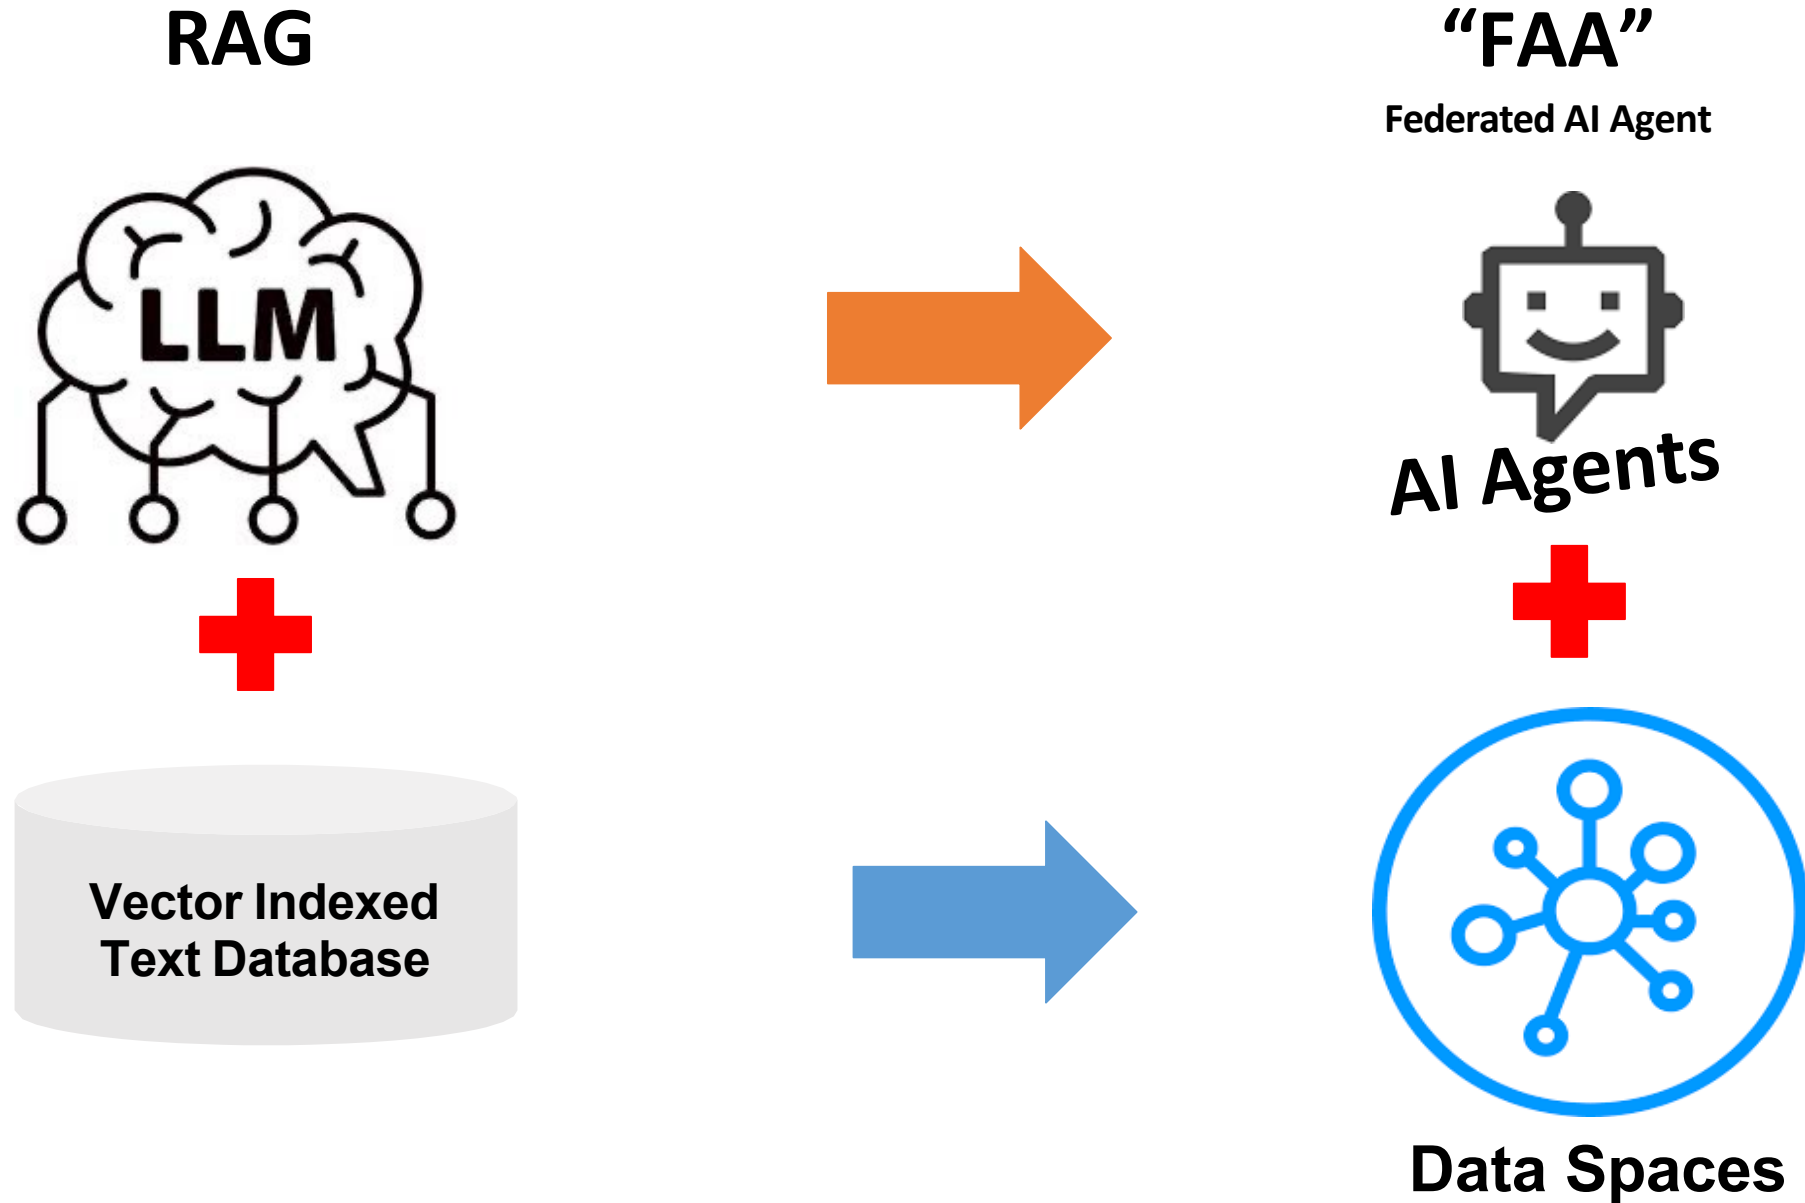 RAG
“FAA”
Federated AI Agent
LLM
AI Agents
Vector Indexed
Text Database
Data Spaces